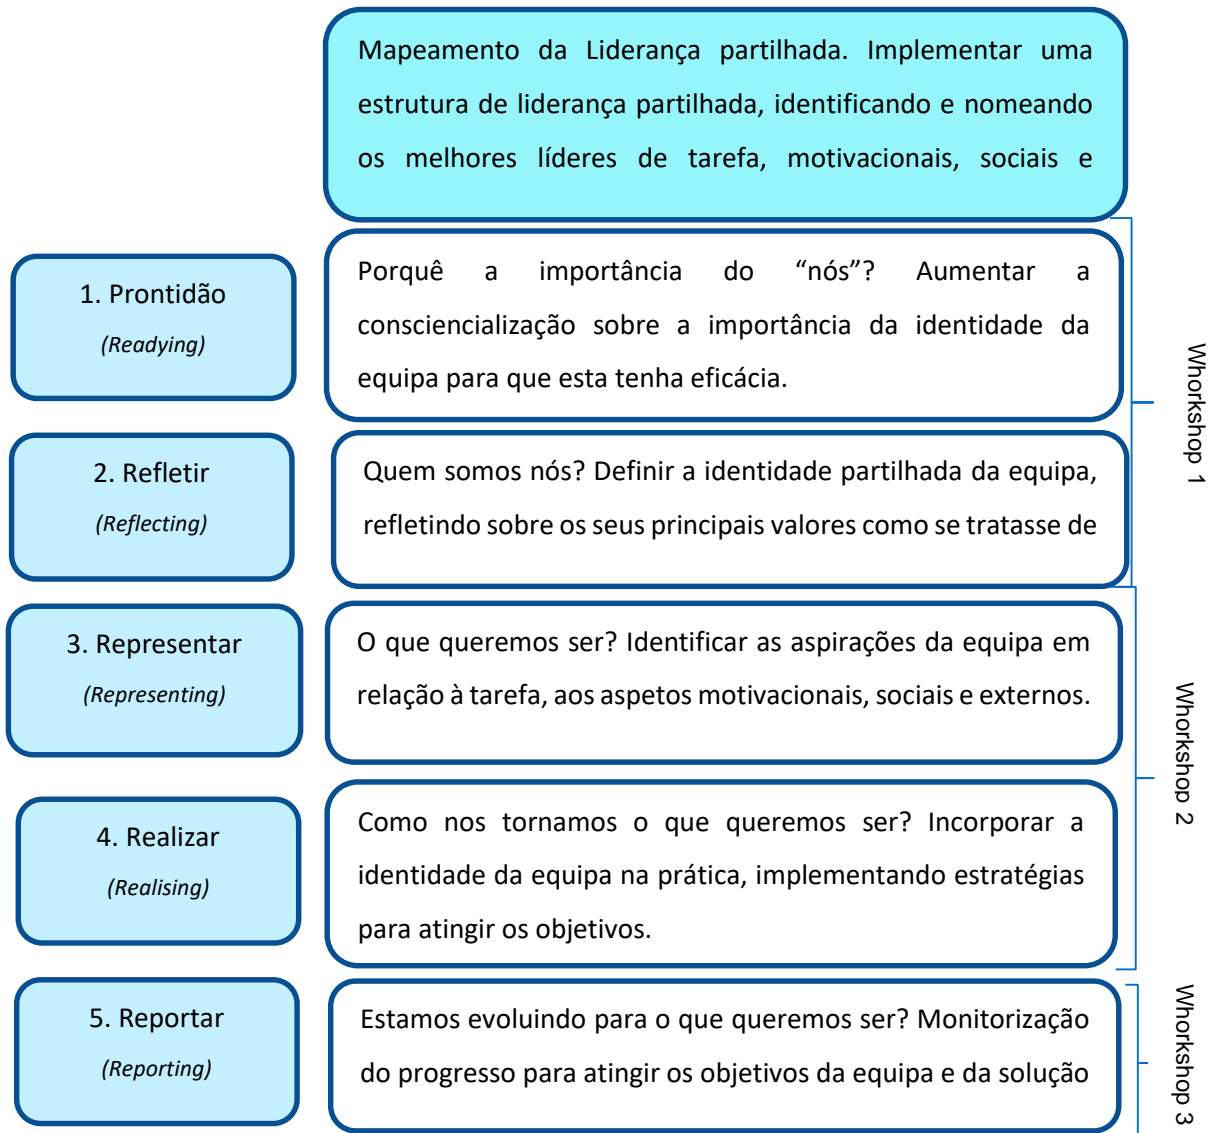 Mapeamento da Liderança partilhada. Implementar uma
estrutura de liderança partilhada, identificando e nomeando
os melhores líderes de tarefa, motivacionais, sociais e
1. Prontidão
(Readying)
Porquê a importância do “nós”? Aumentar a
consciencialização sobre a importância da identidade da
equipa para que esta tenha eficácia.
2. Refletir
(Reflecting)
Quem somos nós? Definir a identidade partilhada da equipa,
refletindo sobre os seus principais valores como se tratasse de
Whorkshop 1
3. Representar
(Representing)
O que queremos ser? Identificar as aspirações da equipa em
relação à tarefa, aos aspetos motivacionais, sociais e externos.
4. Realizar
(Realising)
Como nos tornamos o que queremos ser? Incorporar a
identidade da equipa na prática, implementando estratégias
para atingir os objetivos.
Whorkshop 2
5. Reportar
(Reporting)
Estamos evoluindo para o que queremos ser? Monitorização
do progresso para atingir os objetivos da equipa e da solução
Whorkshop 3